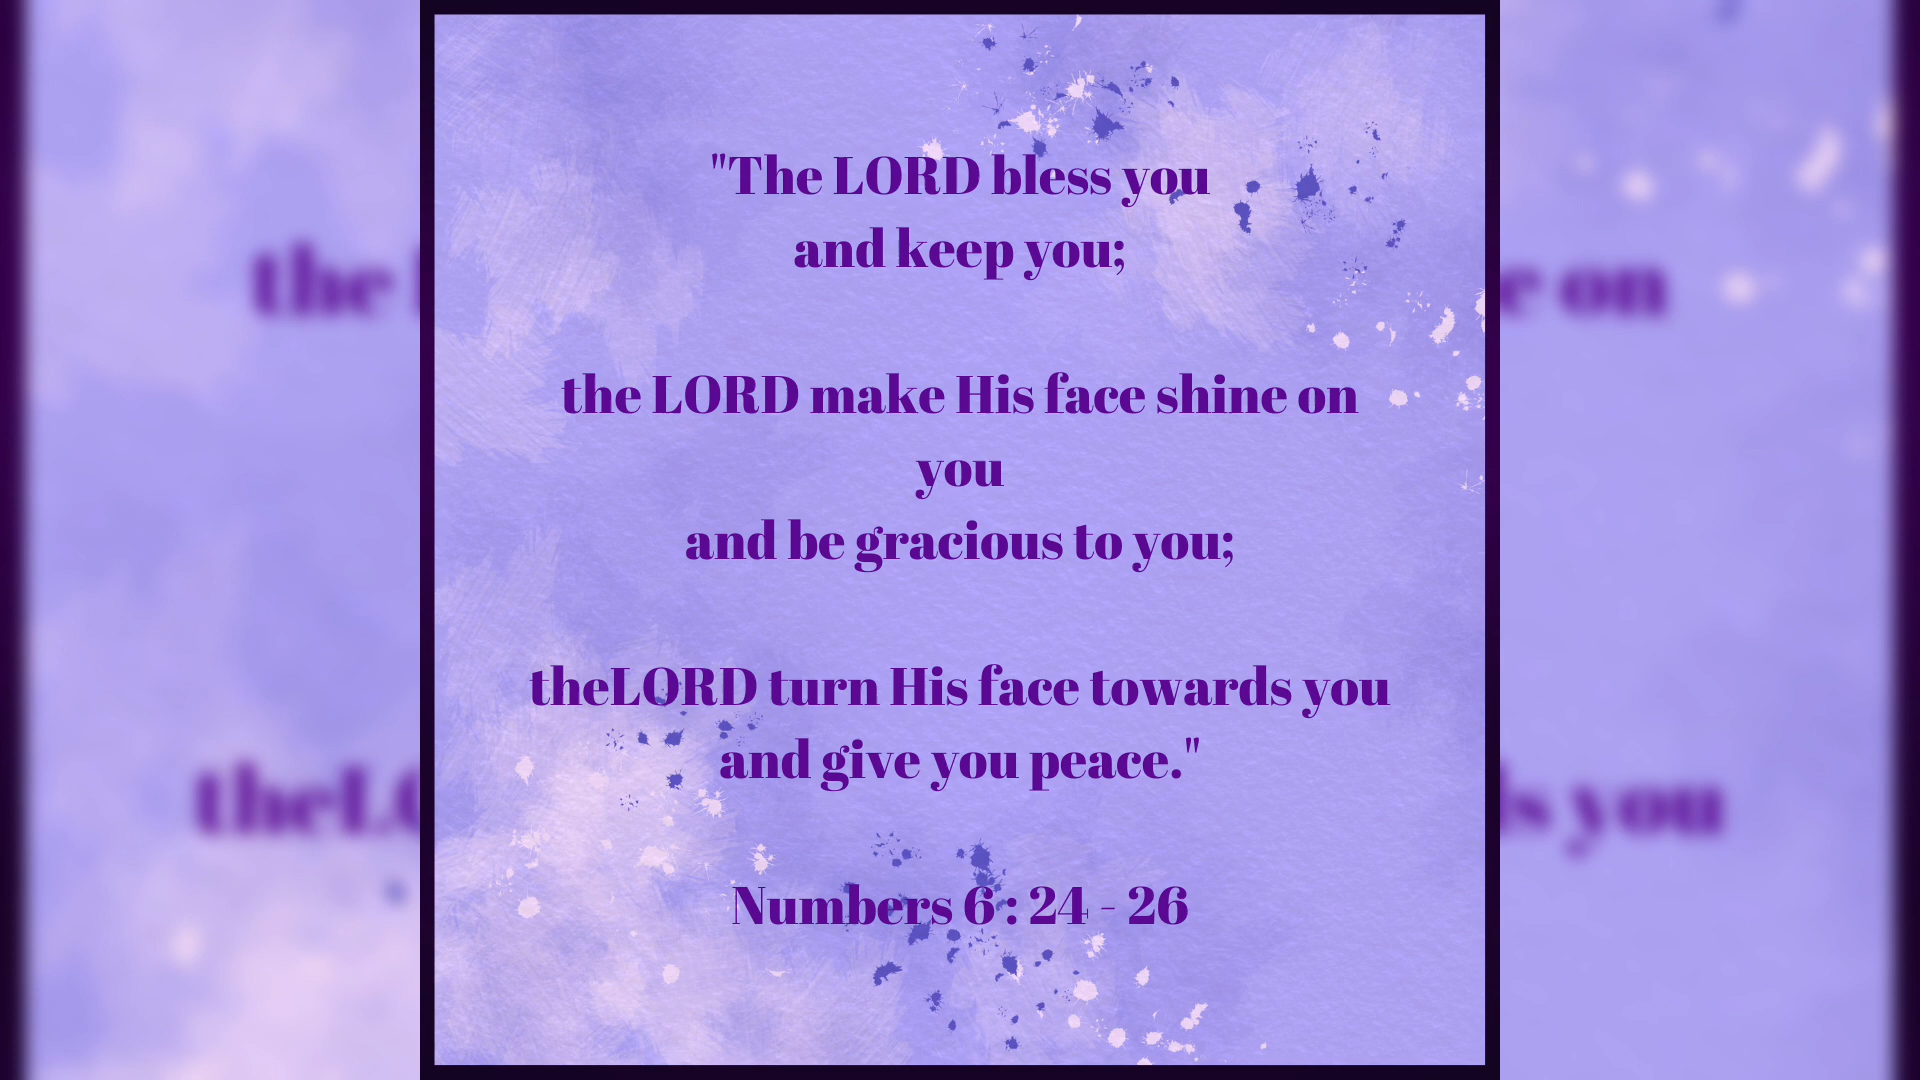 "The LORD bless you
and keep you;
the LORD make His face shine on
you
and be gracious to you;
theLORD turn His face towards you
and give you peace."
Numbers 6 : 24 - 26